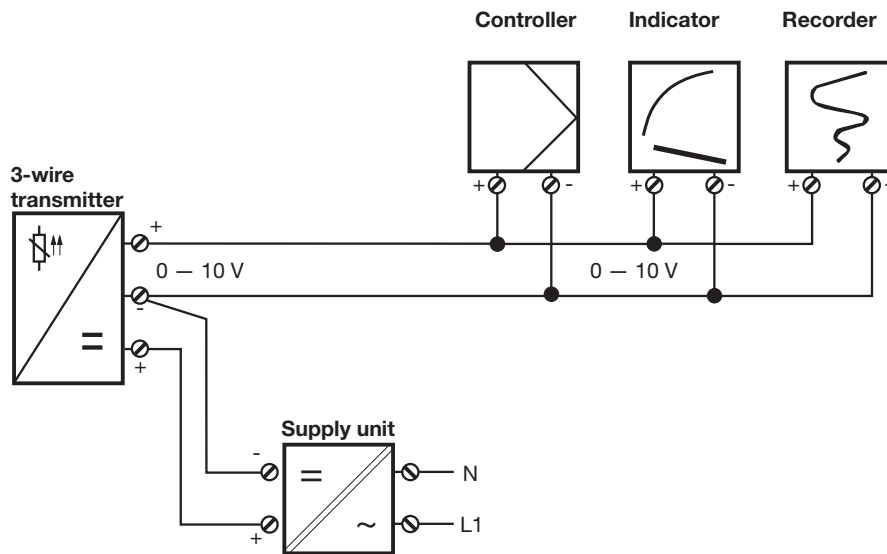 Controller
Indicator
Recorder
+
-
+
-
+
-
3-wire
transmitter
+
0 — 10 V
0 — 10 V
-
+
Supply unit
-
=
N
+
~
L1